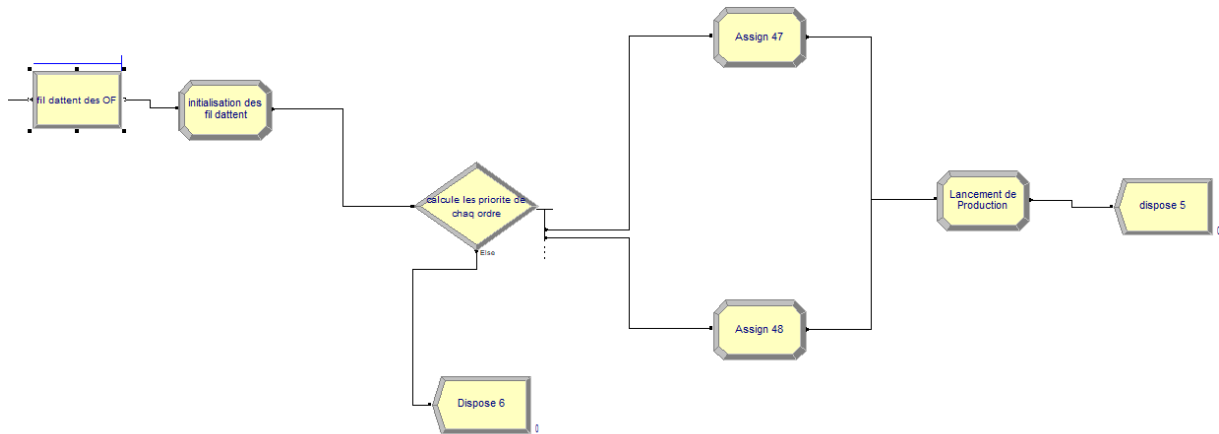 Assign 47
fil dattent des OF
initialisation des
fil dattent
calcule les priorite de
chaq ordre
Else
Lancement de
Production
dispose 5
0
Assign 48
Dispose 6
0